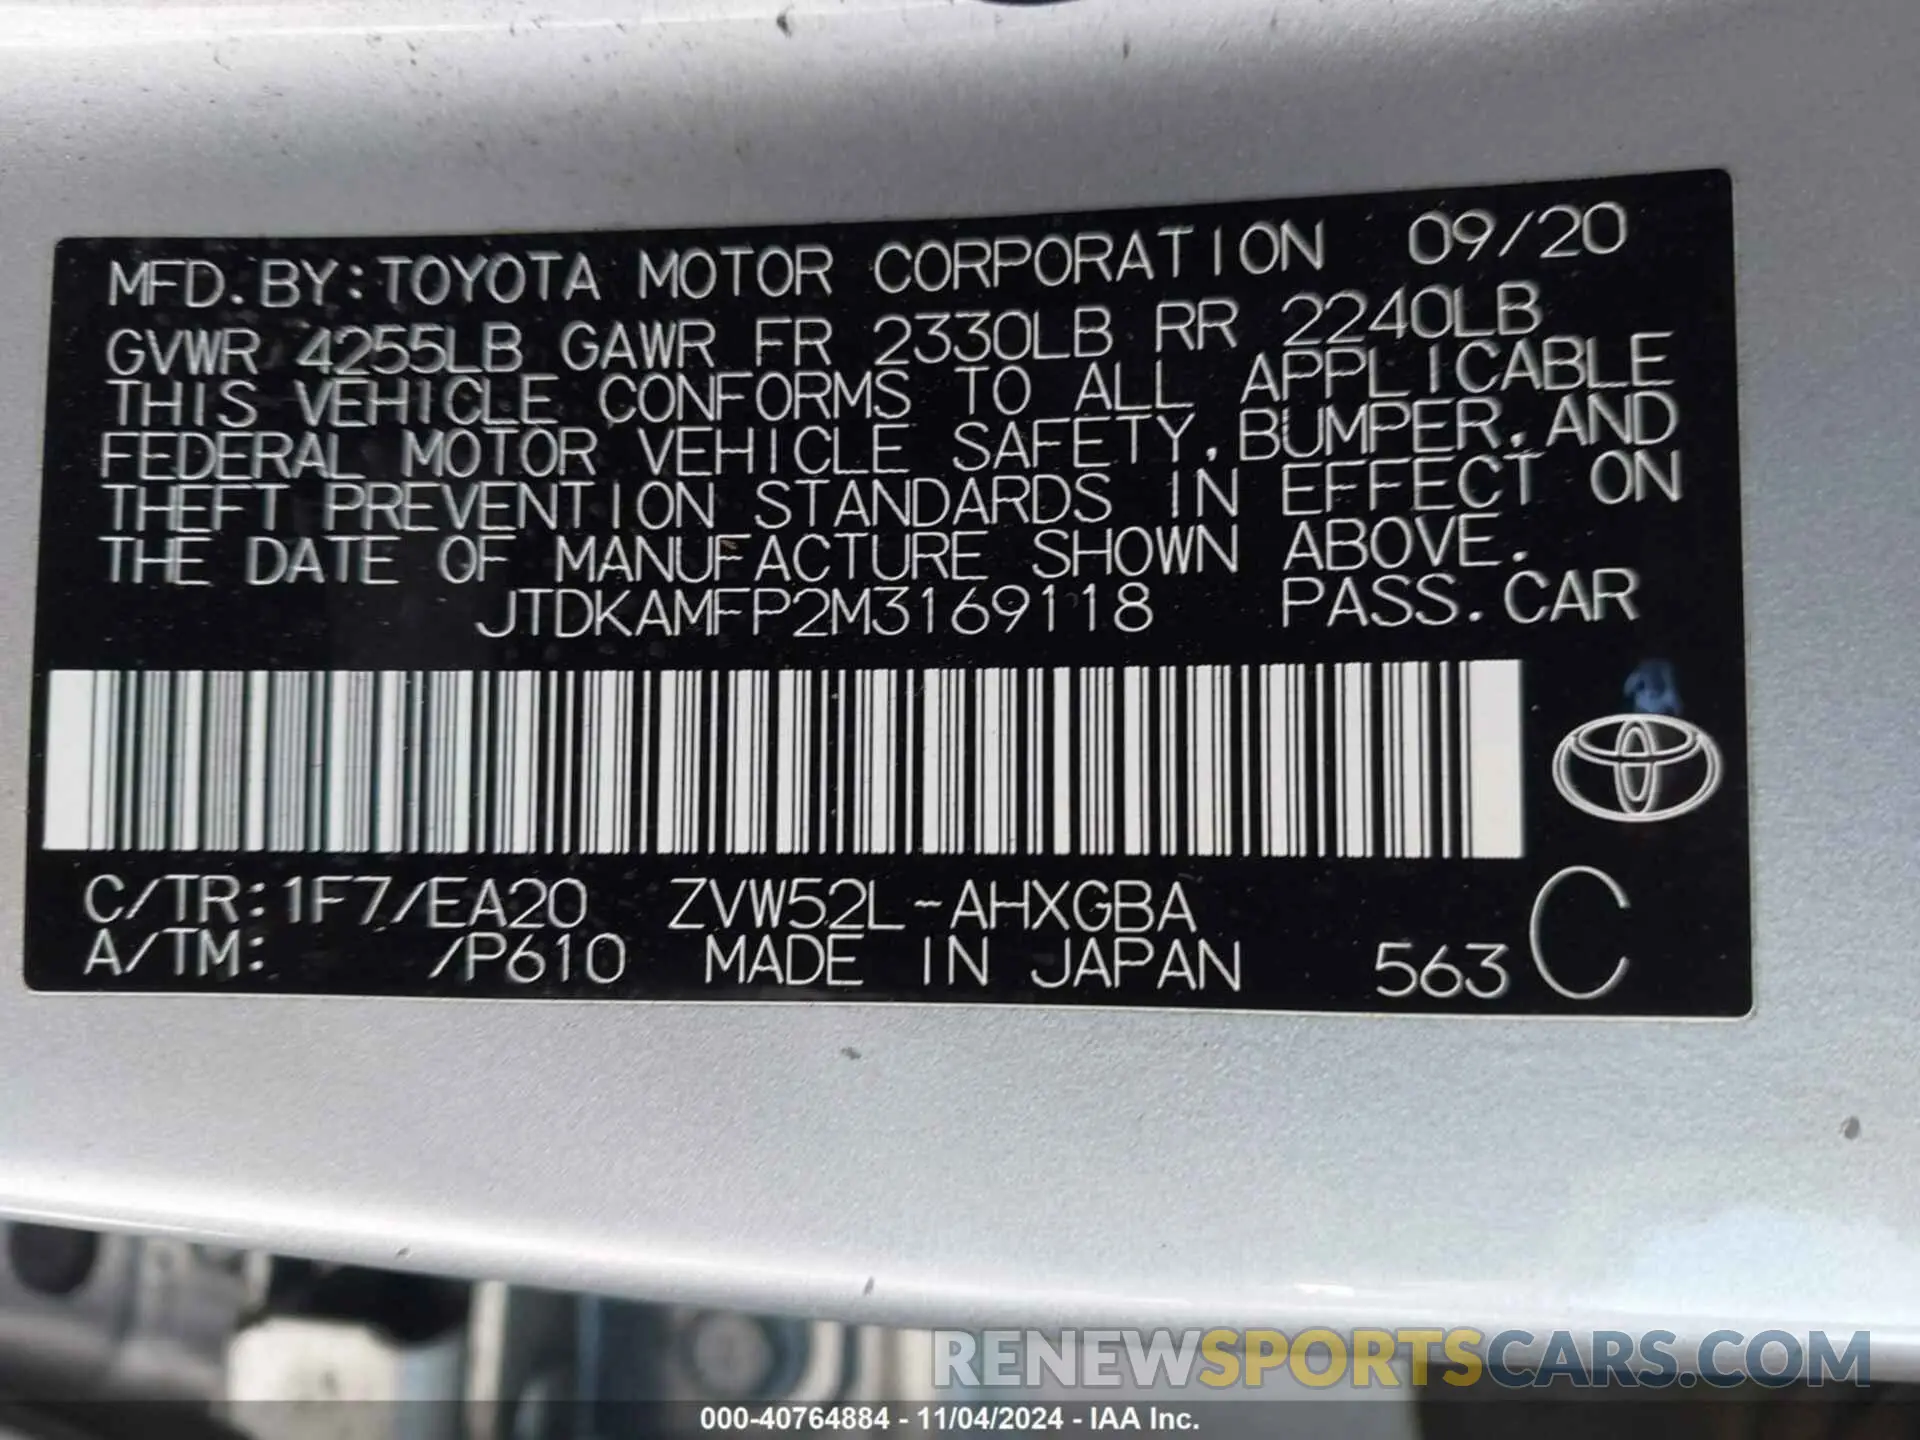 MFD. BY: TOYOTA MOTOR CORPORATION 09/20
GVWR 4255LB GAWR FR 2330LB RR 2240LB
THIS VEHICLE CONFORMS TO ALL APPLICABLE
FEDERAL MOTOR VEHICLE SAFETY, BUMPER, AND
THEFT PREVENTION STANDARDS IN EFFECT ON
THE DATE OF MANUFACTURE SHOWN ABOVE.
JTDKAMFP2M3169118 PASS. CAR
C/TR: 1F7/EA20 ZVW52L-AHXGBA
A/TM: /P610 MADE IN JAPAN 563 C
RENEWSPORTSCARS.COM
000-40764884 - 11/04/2024 - IAA Inc.